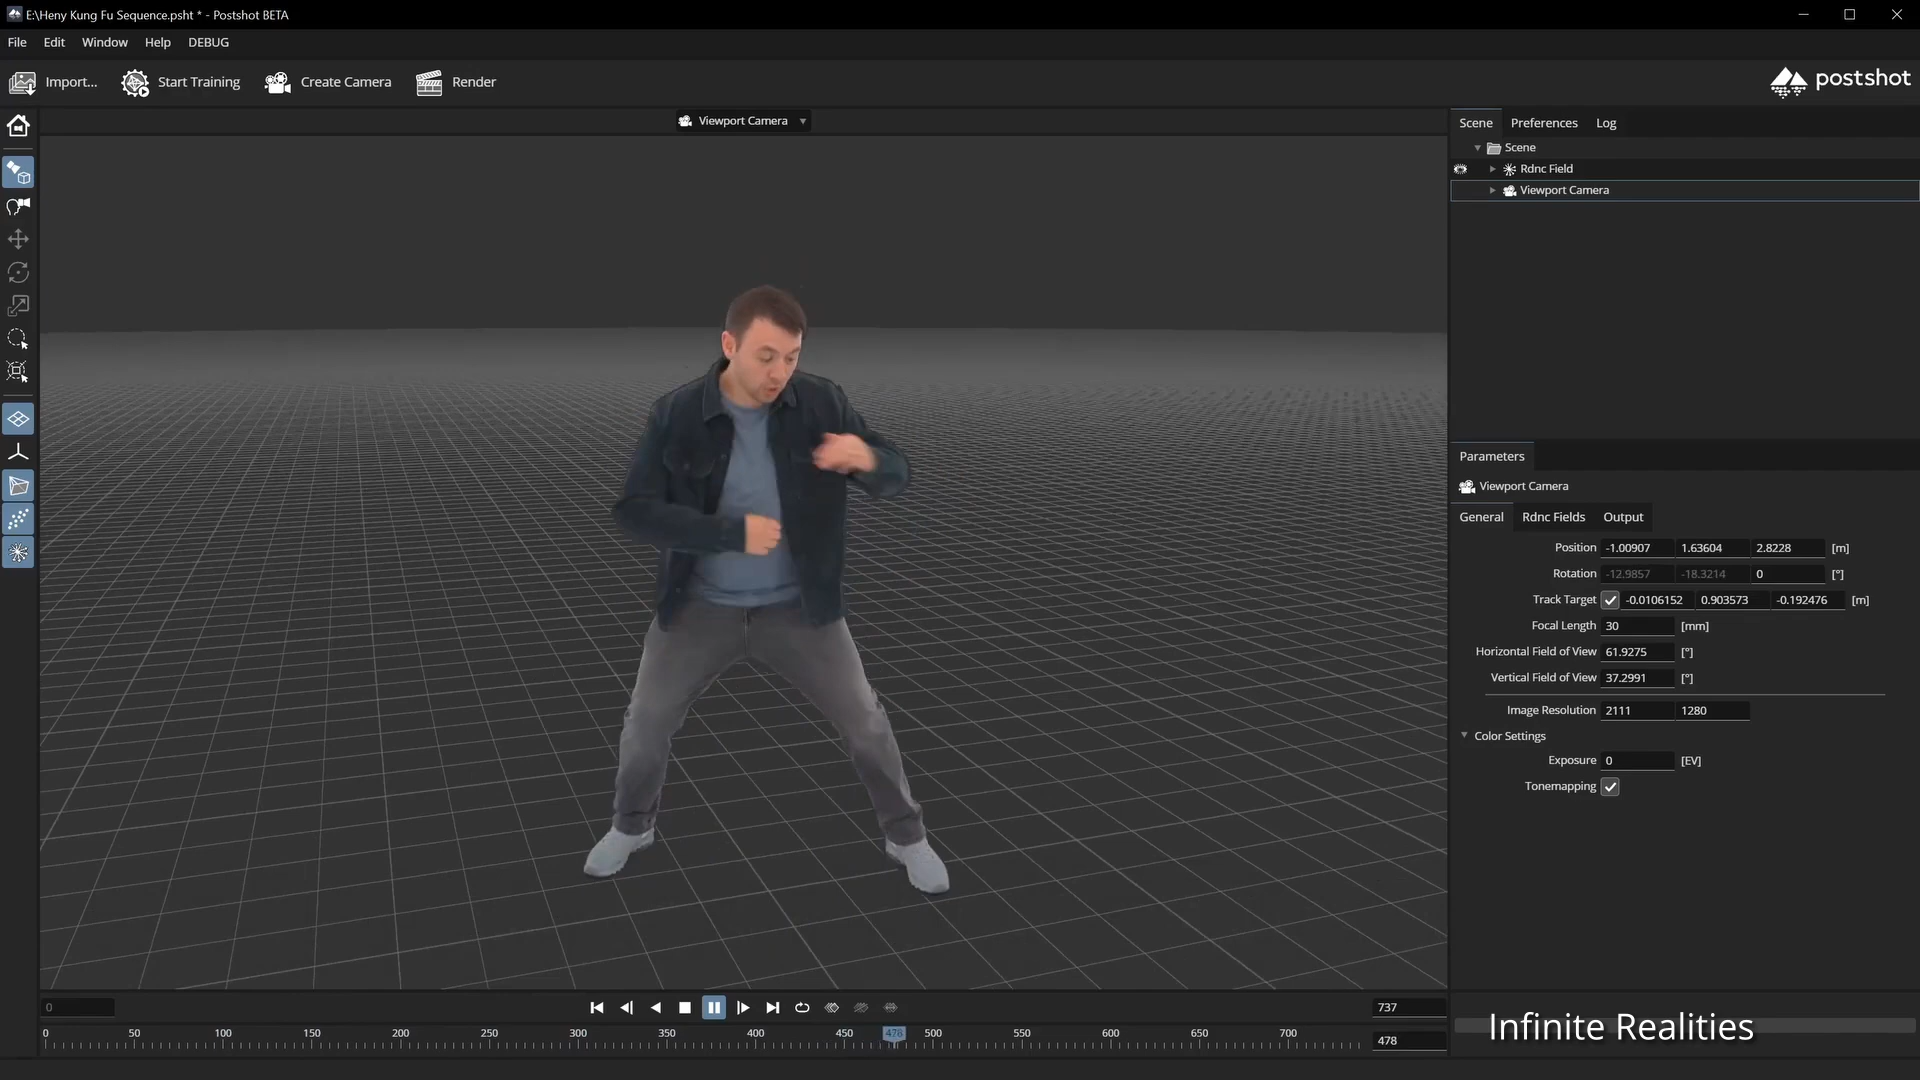 E:\Heny Kung Fu Sequence.psht * - Postshot BETA
File Edit Window Help DEBUG
Import... Start Training Create Camera Render
postshot
Viewport Camera
Scene Preferences Log
Scene
Rdnc Field
Viewport Camera
Parameters
Viewport Camera
General Rdnc Fields Output
Position -1.00907 1.63604 2.8228 [m]
Rotation -12.9857 -18.3214 0 [°]
Track Target -0.0106152 0.903573 -0.192476 [m]
Focal Length 30 [mm]
Horizontal Field of View 61.9275 [°]
Vertical Field of View 37.2991 [°]
Image Resolution 2111 1280
Color Settings
Exposure 0 [EV]
Tonemapping
0 737
0 50 100 150 200 250 300 350 400 450 478 500 550 600 650 700
478
Infinite Realities